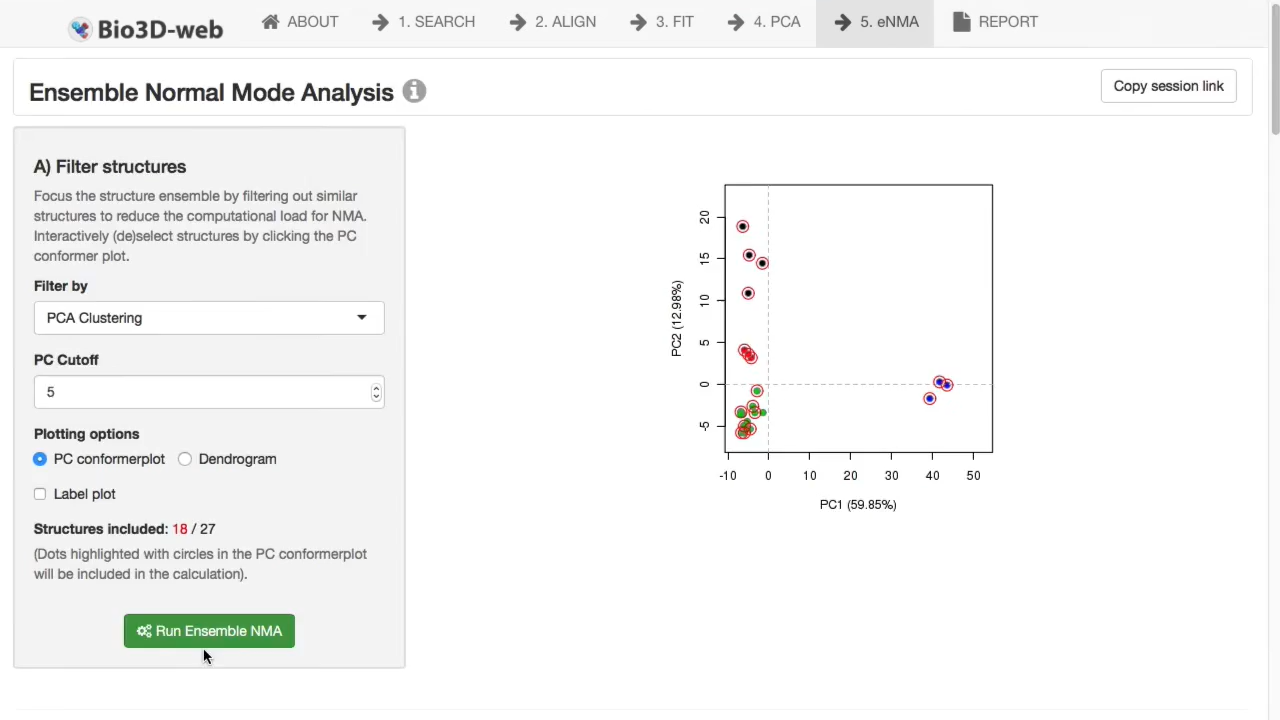 Bio3D-web
ABOUT
1. SEARCH
2. ALIGN
3. FIT
4. PCA
5. eNMA
REPORT
Ensemble Normal Mode Analysis
Copy session link
A) Filter structures
Focus the structure ensemble by filtering out similar
structures to reduce the computational load for NMA.
Interactively (de)select structures by clicking the PC
conformer plot.
Filter by
PCA Clustering
PC Cutoff
5
Plotting options
PC conformerplot
Dendrogram
Label plot
Structures included: 18 / 27
(Dots highlighted with circles in the PC conformerplot
will be included in the calculation).
Run Ensemble NMA
PC2 (12.98%)
20
15
10
5
0
-5
-10 0 10 20 30 40 50
PC1 (59.85%)